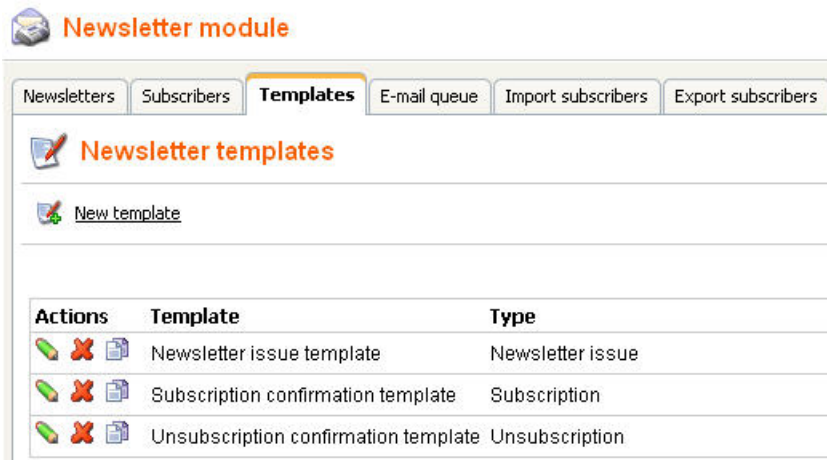 Newsletter module
Newsletters Subscribers Templates E-mail queue Import subscribers Export subscribers
Newsletter templates
New template
Actions Template Type
Newsletter issue template Newsletter issue
Subscription confirmation template Subscription
Unsubscription confirmation template Unsubscription